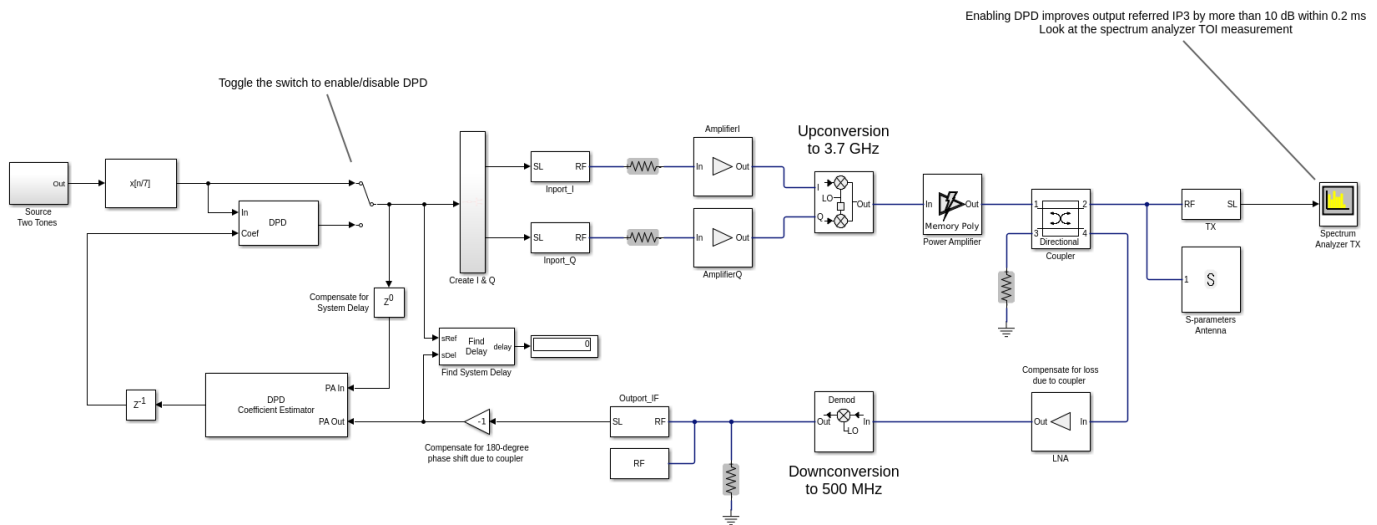 Enabling DPD improves output referred IP3 by more than 10 dB within 0.2 ms
Look at the spectrum analyzer TOI measurement
Toggle the switch to enable/disable DPD
Out
Source
Two Tones
x[n/7]
In
Coef
DPD
Create I & Q
SL
RF
Inport_I
SL
RF
Inport_Q
AmplifierI
In
Out
In
Out
AmplifierQ
Upconversion
to 3.7 GHz
I
LO
Q
Out
In
Out
Memory Poly
Power Amplifier
1
2
3
4
Directional
Coupler
RF
SL
TX
Spectrum
Analyzer TX
1
S
S-parameters
Antenna
Compensate for
System Delay
Z0
sRef
sDel
Find
Delay
delay
Find System Delay
0
Z-1
DPD
Coefficient Estimator
PA In
PA Out
-1
Compensate for 180-degree
phase shift due to coupler
Outport_IF
SL
RF
RF
Demod
Out
In
LO
Downconversion
to 500 MHz
Compensate for loss
due to coupler
Out
In
LNA